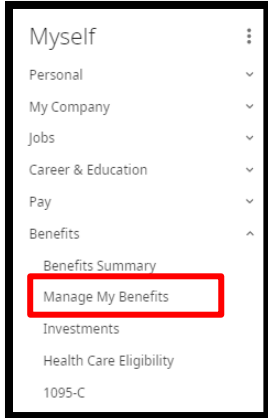 Myself
Personal
My Company
Jobs
Career & Education
Pay
Benefits
Benefits Summary
Manage My Benefits
Investments
Health Care Eligibility
1095-C